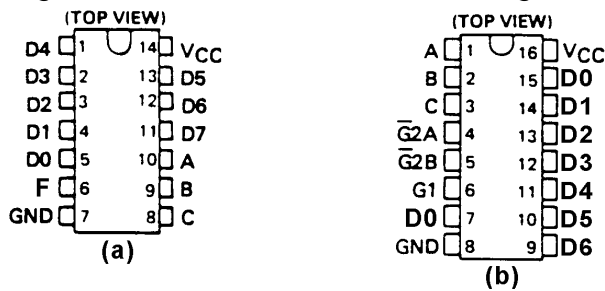 (TOP VIEW)
D4 1 14 VCC
D3 2 13 D5
D2 3 12 D6
D1 4 11 D7
D0 5 10 A
F 6 9 B
GND 7 8 C
(a)
(TOP VIEW)
A 1 16 VCC
B 2 15 D0
C 3 14 D1
G̅2A 4 13 D2
G̅2B 5 12 D3
G1 6 11 D4
D0 7 10 D5
GND 8 9 D6
(b)